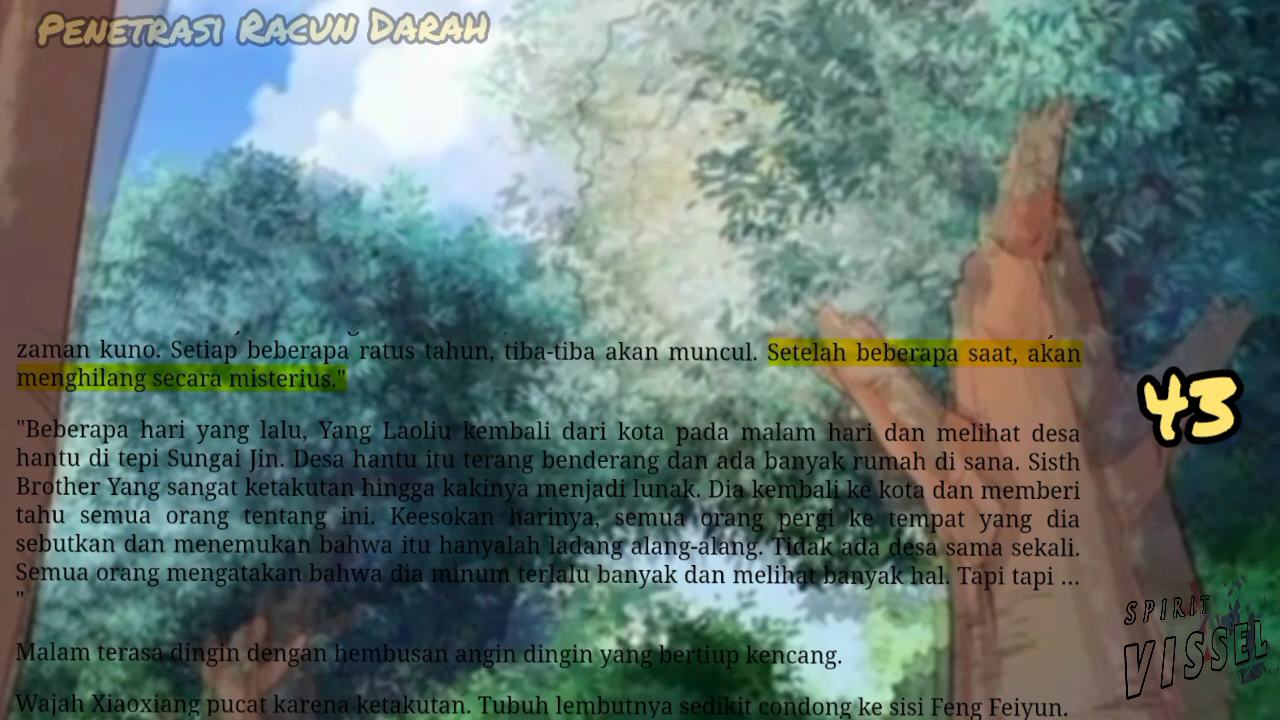 Penetrasi Racun Darah
zaman kuno. Setiap beberapa ratus tahun, tiba-tiba akan muncul. Setelah beberapa saat, akan
menghilang secara misterius."
"Beberapa hari yang lalu, Yang Laoliu kembali dari kota pada malam hari dan melihat desa
hantu di tepi Sungai Jin. Desa hantu itu terang benderang dan ada banyak rumah di sana. Sisth
Brother Yang sangat ketakutan hingga kakinya menjadi lunak. Dia kembali ke kota dan memberi
tahu semua orang tentang ini. Keesokan harinya, semua orang pergi ke tempat yang dia
sebutkan dan menemukan bahwa itu hanyalah ladang alang-alang. Tidak ada desa sama sekali.
Semua orang mengatakan bahwa dia minum terlalu banyak dan melihat banyak hal. Tapi tapi ...
"
Malam terasa dingin dengan hembusan angin dingin yang bertiup kencang.
Wajah Xiaoxiang pucat karena ketakutan. Tubuh lembutnya sedikit condong ke sisi Feng Feiyun.
43
SPIRIT
VISSEL